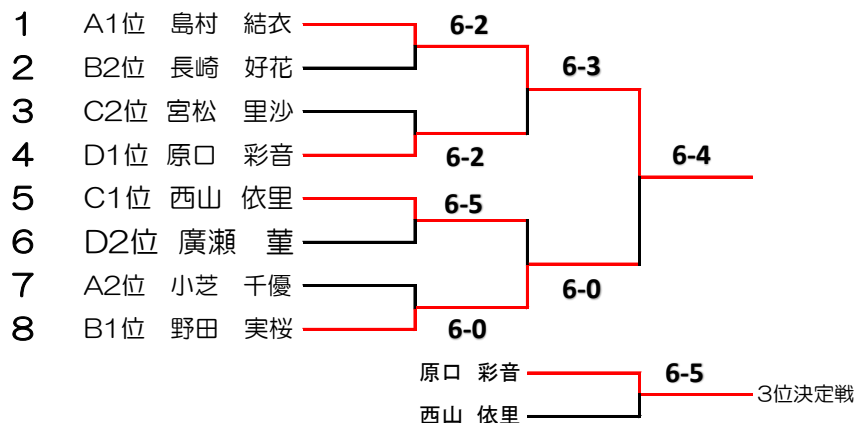 1 A1位 島村 結衣 6-2
2 B2位 長崎 好花 6-3
3 C2位 宮松 里沙
4 D1位 原口 彩音 6-2 6-4
5 C1位 西山 依里 6-5
6 D2位 廣瀬 菫
7 A2位 小芝 千優 6-0
8 B1位 野田 実桜 6-0
原口 彩音 6-5
3位決定戦
西山 依里